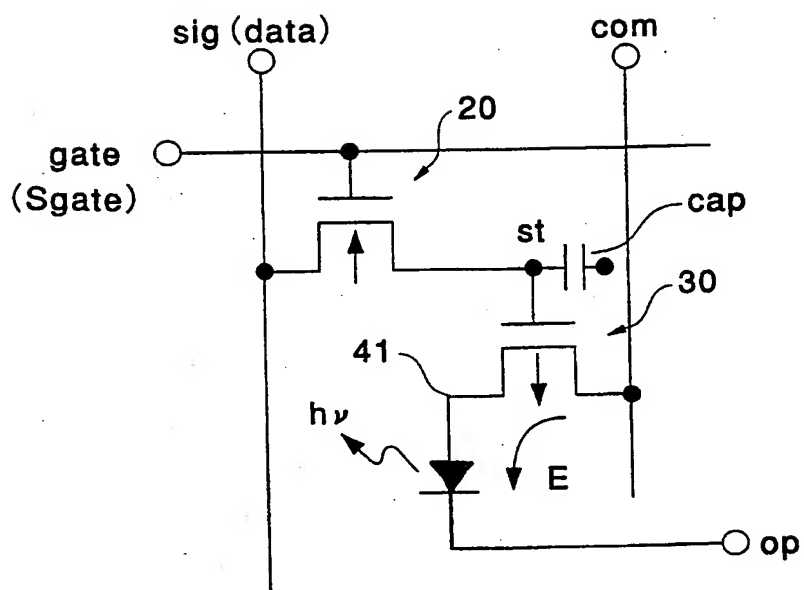 sig (data)
com
20
gate
(Sgate)
cap
st
30
41
hν
E
op